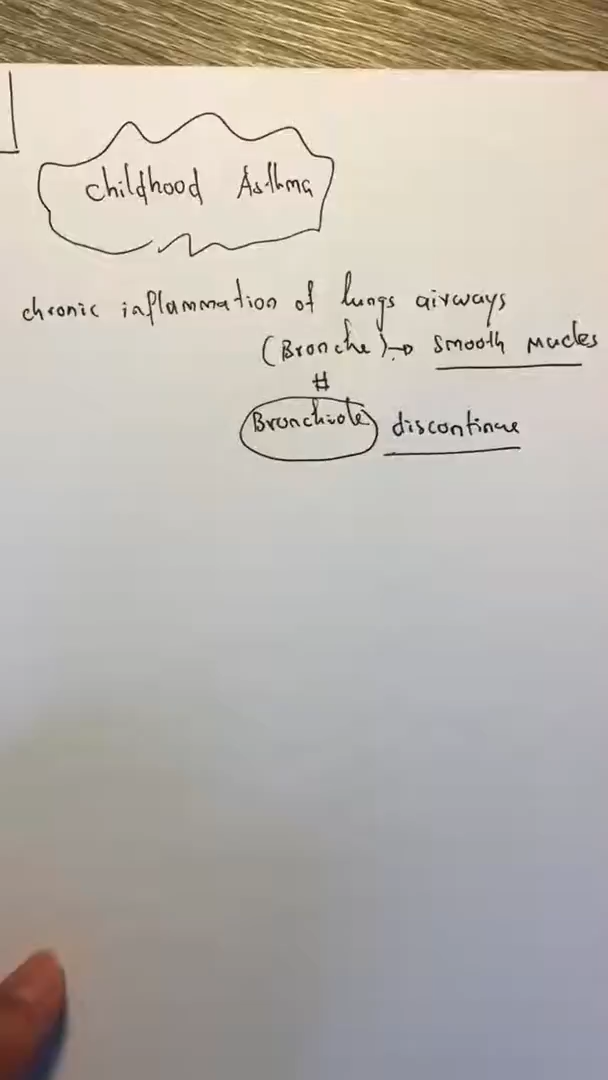 childhood Asthma
chronic inflammation of lungs airways
(Bronche) → smooth mucles
#
Bronchiole discontinue